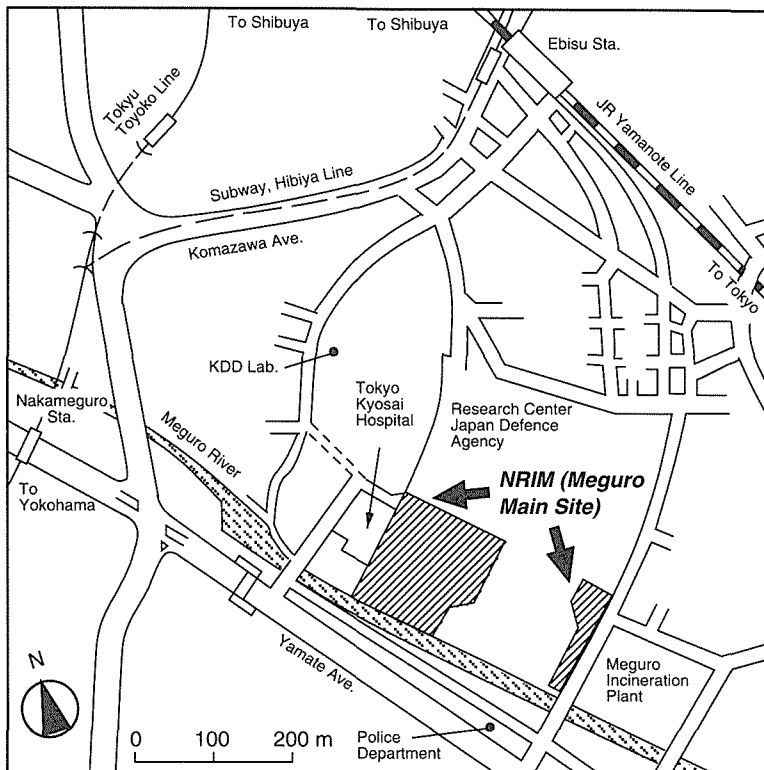 To Shibuya
To Shibuya
Ebisu Sta.
Tokyu
Toyoko Line
JR Yamanote Line
Subway, Hibiya Line
Komazawa Ave.
To Tokyo
KDD Lab.
Nakameguro
Sta.
Tokyo
Kyosai
Hospital
Research Center
Japan Defence
Agency
Meguro River
NRIM (Meguro
Main Site)
To
Yokohama
Yamate Ave.
Meguro
Incineration
Plant
N
0 100 200 m
Police
Department